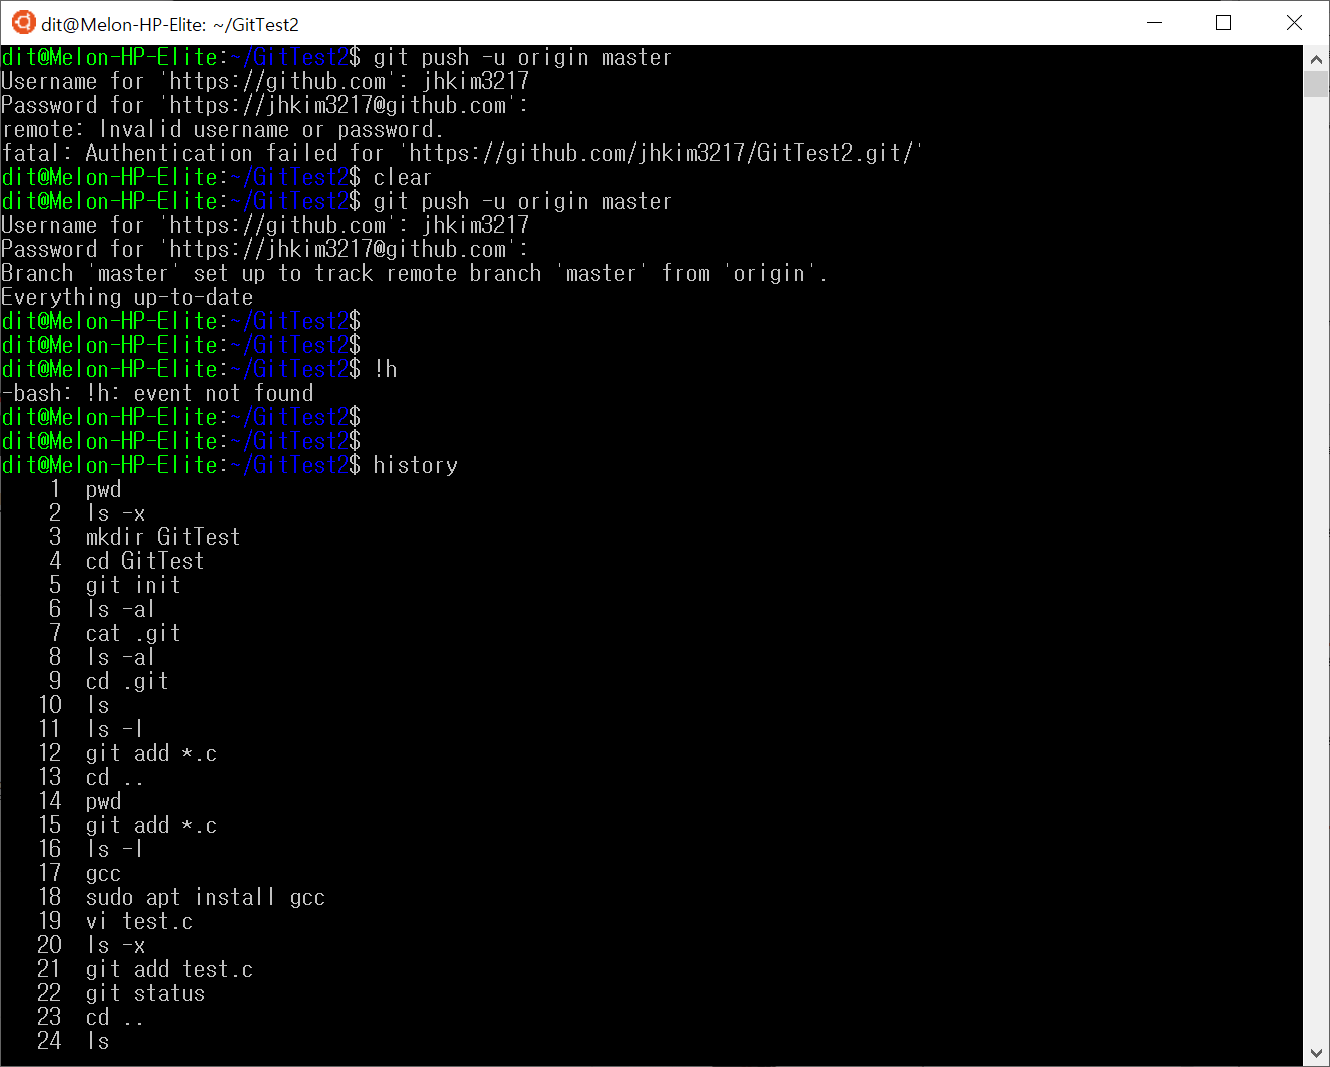 dit@Melon-HP-Elite: ~/GitTest2
dit@Melon-HP-Elite:~/GitTest2$ git push -u origin master
Username for 'https://github.com': jhkim3217
Password for 'https://jhkim3217@github.com':
remote: Invalid username or password.
fatal: Authentication failed for 'https://github.com/jhkim3217/GitTest2.git/'
dit@Melon-HP-Elite:~/GitTest2$ clear
dit@Melon-HP-Elite:~/GitTest2$ git push -u origin master
Username for 'https://github.com': jhkim3217
Password for 'https://jhkim3217@github.com':
Branch 'master' set up to track remote branch 'master' from 'origin'.
Everything up-to-date
dit@Melon-HP-Elite:~/GitTest2$
dit@Melon-HP-Elite:~/GitTest2$
dit@Melon-HP-Elite:~/GitTest2$ !h
-bash: !h: event not found
dit@Melon-HP-Elite:~/GitTest2$
dit@Melon-HP-Elite:~/GitTest2$
dit@Melon-HP-Elite:~/GitTest2$ history
    1  pwd
    2  ls -x
    3  mkdir GitTest
    4  cd GitTest
    5  git init
    6  ls -al
    7  cat .git
    8  ls -al
    9  cd .git
   10  ls
   11  ls -l
   12  git add *.c
   13  cd ..
   14  pwd
   15  git add *.c
   16  ls -l
   17  gcc
   18  sudo apt install gcc
   19  vi test.c
   20  ls -x
   21  git add test.c
   22  git status
   23  cd ..
   24  ls